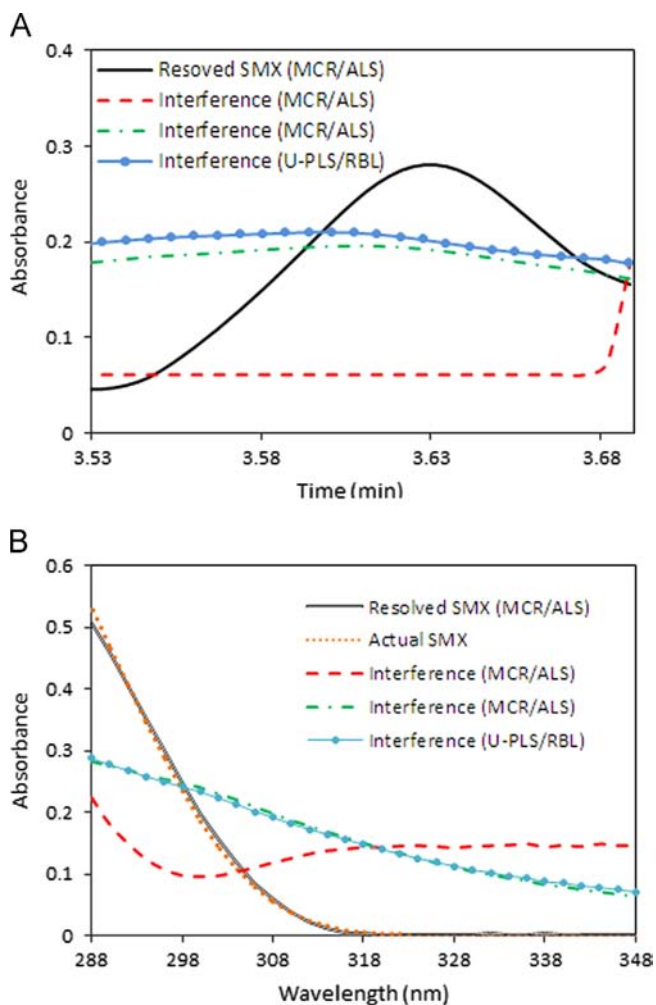 A
0.4
0.3
0.2
0.1
0
Absorbance
Resoved SMX (MCR/ALS)
Interference (MCR/ALS)
Interference (MCR/ALS)
Interference (U-PLS/RBL)
3.53 3.58 3.63 3.68
Time (min)
B
0.6
0.5
0.4
0.3
0.2
0.1
0
Absorbance
Resolved SMX (MCR/ALS)
Actual SMX
Interference (MCR/ALS)
Interference (MCR/ALS)
Interference (U-PLS/RBL)
288 298 308 318 328 338 348
Wavelength (nm)